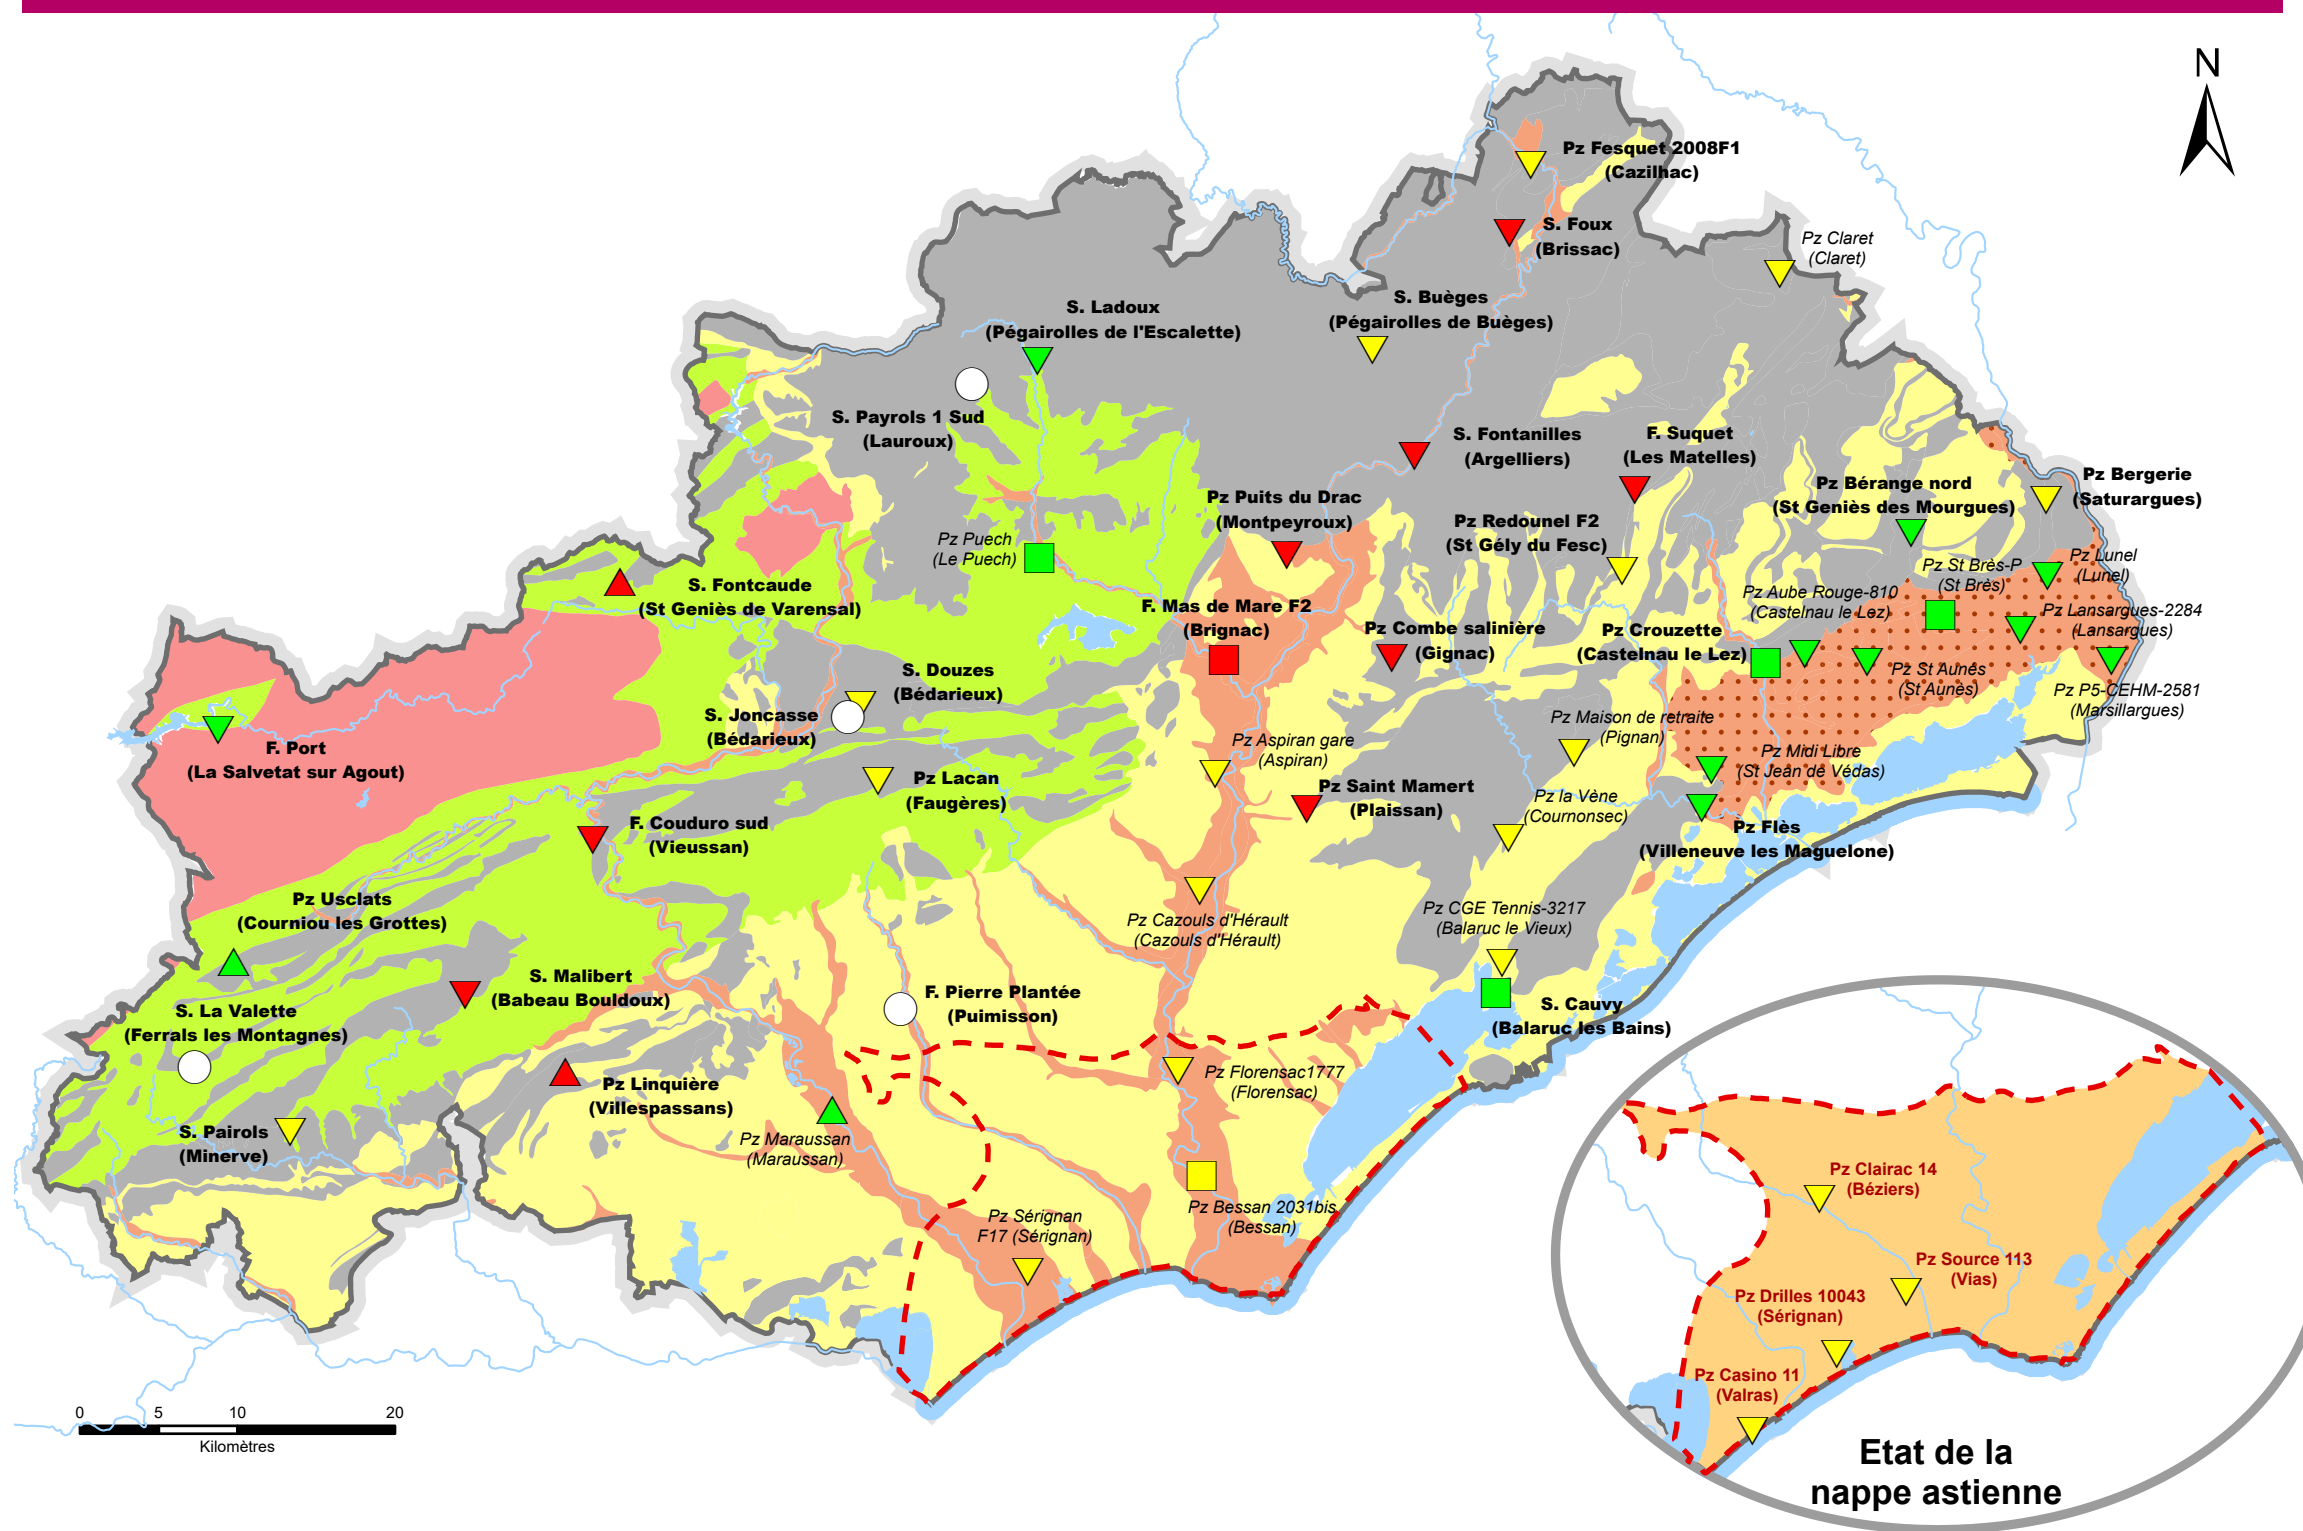 N
Pz Fesquet 2008F1
(Cazilhac)
S. Foux
(Brissac)
Pz Claret
(Claret)
S. Ladoux
(Pégairolles de l'Escalette)
S. Buèges
(Pégairolles de Buèges)
S. Payrols 1 Sud
(Lauroux)
S. Fontanilles
(Argelliers)
F. Suquet
(Les Matelles)
Pz Bérange nord
(St Geniès des Mourgues)
Pz Bergerie
(Saturargues)
Pz Puits du Drac
(Montpeyroux)
Pz Redounel F2
(St Gély du Fesc)
Pz Puech
(Le Puech)
Pz St Brès-P
(St Brès)
Pz Lunel
(Lunel)
S. Fontcaude
(St Geniès de Varensal)
Pz Aube Rouge-810
(Castelnau le Lez)
F. Mas de Mare F2
(Brignac)
Pz Lansargues-2284
(Lansargues)
Pz Combe salinière
(Gignac)
Pz Crouzette
(Castelnau le Lez)
S. Douzes
(Bédarieux)
Pz St Aunès
(St Aunès)
Pz P5-CEHM-2581
(Marsillargues)
S. Joncasse
(Bédarieux)
Pz Maison de retraite
(Pignan)
F. Port
(La Salvetat sur Agout)
Pz Aspiran gare
(Aspiran)
Pz Midi Libre
(St Jean de Védas)
Pz Lacan
(Faugères)
Pz Saint Mamert
(Plaissan)
Pz la Vène
(Cournonsec)
F. Couduro sud
(Vieussan)
Pz Flès
(Villeneuve les Maguelone)
Pz Usclats
(Courniou les Grottes)
Pz Cazouls d'Hérault
(Cazouls d'Hérault)
Pz CGE Tennis-3217
(Balaruc le Vieux)
S. Malibert
(Babeau Bouldoux)
F. Pierre Plantée
(Puimisson)
S. Cauvy
(Balaruc les Bains)
S. La Valette
(Ferrals les Montagnes)
Pz Linquière
(Villespassans)
Pz Florensac1777
(Florensac)
S. Pairols
(Minerve)
Pz Maraussan
(Maraussan)
Pz Bessan 2031bis
(Bessan)
Pz Sérignan
F17 (Sérignan)
Pz Clairac 14
(Béziers)
Pz Source 113
(Vias)
Pz Drilles 10043
(Sérignan)
Pz Casino 11
(Valras)
0 5 10 20
Kilomètres
Etat de la
nappe astienne